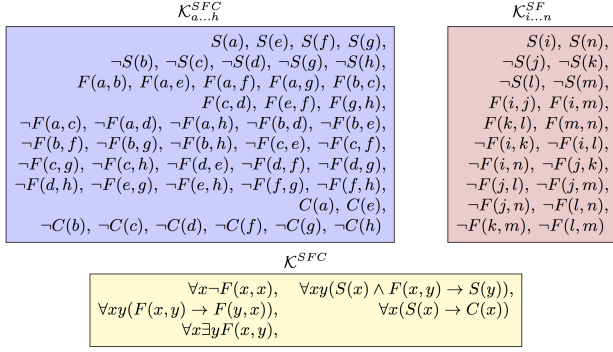 𝒦^{SFC}_{a...h}
S(a), S(e), S(f), S(g),
¬S(b), ¬S(c), ¬S(d), ¬S(g), ¬S(h)
F(a,b), F(a,e), F(a,f), F(a,g), F(b,c),
F(c,d), F(e,f), F(g,h),
¬F(a,c), ¬F(a,d), ¬F(a,h), ¬F(b,d), ¬F(b,e),
¬F(b,f), ¬F(b,g), ¬F(b,h), ¬F(c,e), ¬F(c,f),
¬F(c,g), ¬F(c,h), ¬F(d,e), ¬F(d,f), ¬F(d,g),
¬F(d,h), ¬F(e,g), ¬F(e,h), ¬F(f,g), ¬F(f,h),
C(a), C(e),
¬C(b), ¬C(c), ¬C(d), ¬C(f), ¬C(g), ¬C(h)
𝒦^{SF}_{i...n}
S(i), S(n),
¬S(j), ¬S(k),
¬S(l), ¬S(m),
F(i,j), F(i,m),
F(k,l), F(m,n),
¬F(i,k), ¬F(i,l),
¬F(i,n), ¬F(j,k),
¬F(j,l), ¬F(j,m),
¬F(j,n), ¬F(l,n),
¬F(k,m), ¬F(l,m)
𝒦^{SFC}
∀x¬F(x,x), ∀xy(S(x) ∧ F(x,y) → S(y)),
∀xy(F(x,y) → F(y,x)), ∀x(S(x) → C(x))
∀x∃yF(x,y),